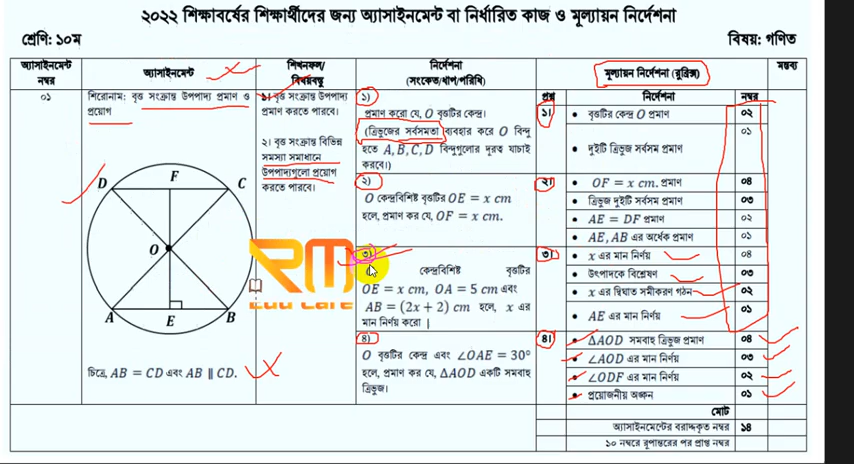 ২০২২ শিক্ষাবর্ষের শিক্ষার্থীদের জন্য অ্যাসাইনমেন্ট বা নির্ধারিত কাজ ও মূল্যায়ন নির্দেশনা
শ্রেণি: ১০ম
বিষয়: গণিত
অ্যাসাইনমেন্ট নম্বর
অ্যাসাইনমেন্ট
শিখনফল/
বিষয়বস্তু
নির্দেশনা
(সংকেত/ধাপ/পরিধি)
মূল্যায়ন নির্দেশনা (রুব্রিক্স)
মন্তব্য
প্রশ্ন
নির্দেশনা
নম্বর
০১
শিরোনাম: বৃত্ত সংক্রান্ত উপপাদ্য প্রমাণ ও
প্রয়োগ
D
F
C
O
A
E
B
চিত্রে, AB = CD এবং AB ∥ CD.
১। বৃত্ত সংক্রান্ত উপপাদ্য
প্রমাণ করতে পারবে।
২। বৃত্ত সংক্রান্ত বিভিন্ন
সমস্যা সমাধানে
উপপাদ্যগুলো প্রয়োগ
করতে পারবে।
১)
প্রমাণ করো যে, O বৃত্তটির কেন্দ্র।
(ত্রিভুজের সর্বসমতা ব্যবহার করে O বিন্দু
হতে A, B, C, D বিন্দুগুলোর দূরত্ব যাচাই
করবে।)
২)
O কেন্দ্রবিশিষ্ট বৃত্তটির OE = x cm
হলে, প্রমাণ কর যে, OF = x cm.
৩)
কেন্দ্রবিশিষ্ট বৃত্তটির
OE = x cm, OA = 5 cm এবং
AB = (2x + 2) cm হলে, x এর
মান নির্ণয় করো।
৪)
O বৃত্তটির কেন্দ্র এবং ∠OAE = 30°
হলে, প্রমাণ কর যে, ΔAOD একটি সমবাহু
ত্রিভুজ।
১।
• বৃত্তটির কেন্দ্র O প্রমাণ ০২
• দুইটি ত্রিভুজ সর্বসম প্রমাণ ০১
২।
• OF = x cm. প্রমাণ ০৪
• ত্রিভুজ দুইটি সর্বসম প্রমাণ ০৩
• AE = DF প্রমাণ ০২
• AE, AB এর অর্ধেক প্রমাণ ০১
৩।
• x এর মান নির্ণয় ০৪
• উৎপাদকে বিশ্লেষণ ০৩
• x এর দ্বিঘাত সমীকরণ গঠন ০২
• AE এর মান নির্ণয় ০১
৪।
• ΔAOD সমবাহু ত্রিভুজ প্রমাণ ০৪
• ∠AOD এর মান নির্ণয় ০৩
• ∠ODF এর মান নির্ণয় ০২
• প্রয়োজনীয় অঙ্কন ০১
মোট
অ্যাসাইনমেন্টের বরাদ্দকৃত নম্বর ১৪
১০ নম্বরে রূপান্তরের পর প্রাপ্ত নম্বর
RM
Edu Care